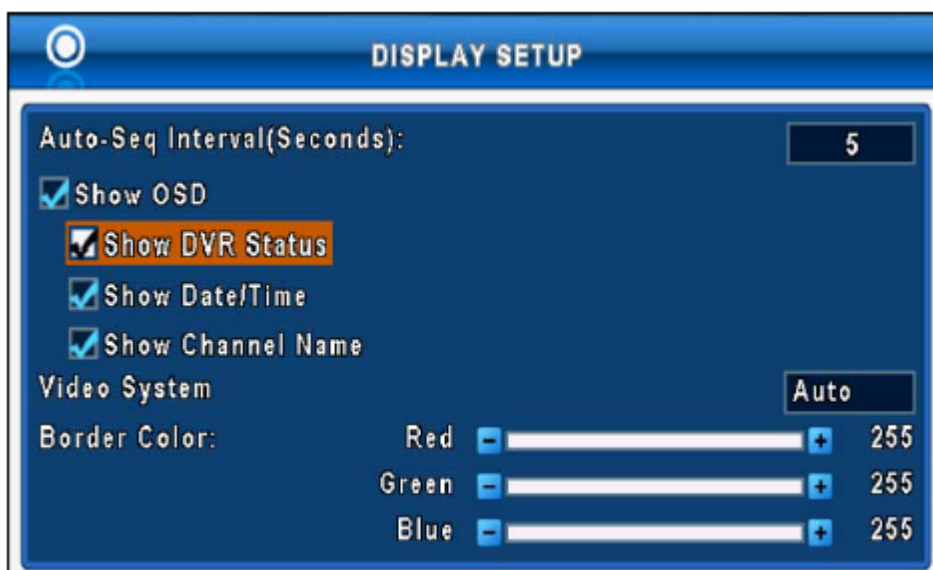 DISPLAY SETUP
Auto-Seq Interval(Seconds): 5
Show OSD
Show DVR Status
Show Date/Time
Show Channel Name
Video System Auto
Border Color: Red - + 255
Green - + 255
Blue - + 255